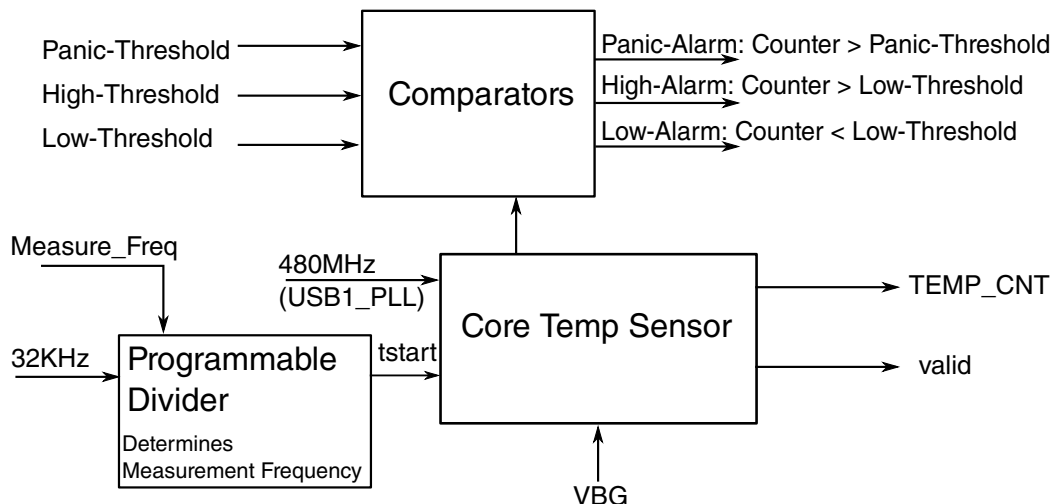 Panic-Threshold
High-Threshold
Low-Threshold
Comparators
Panic-Alarm: Counter > Panic-Threshold
High-Alarm: Counter > Low-Threshold
Low-Alarm: Counter < Low-Threshold
Measure_Freq
480MHz
(USB1_PLL)
Core Temp Sensor
TEMP_CNT
32KHz
Programmable
Divider
Determines
Measurement Frequency
tstart
valid
VBG